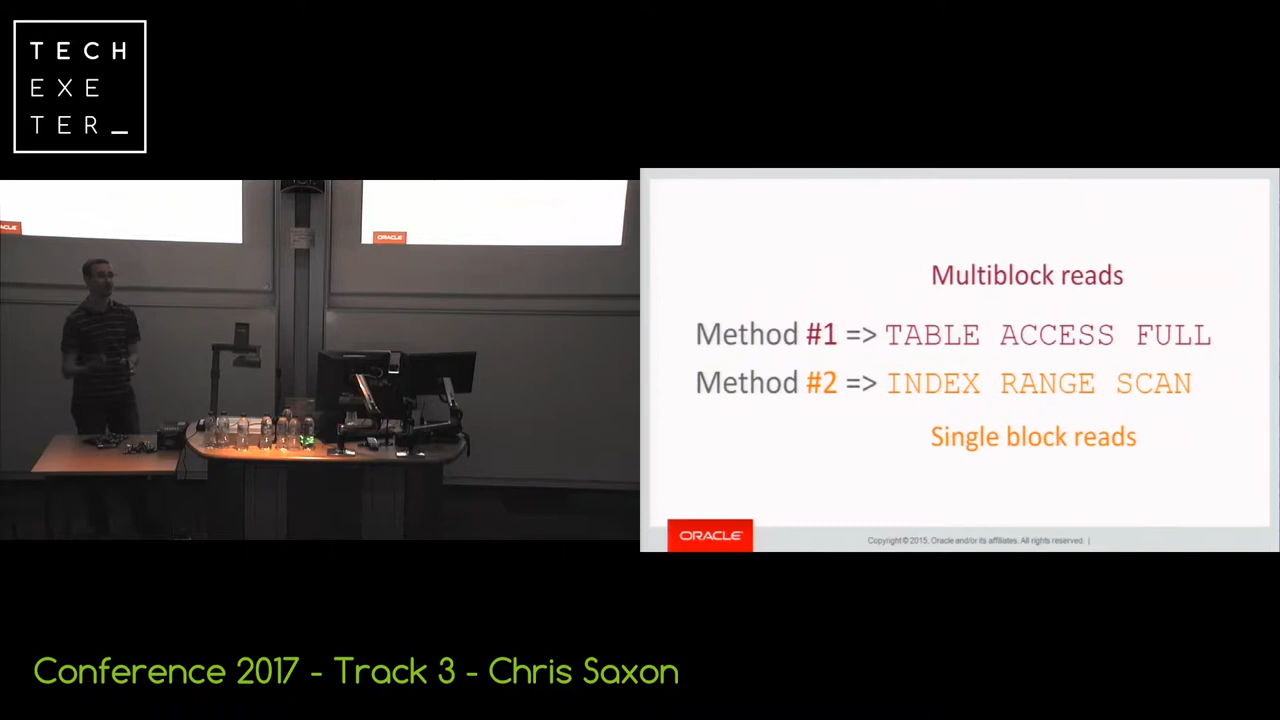 TECH
EXE
TER_
ORACLE
Multiblock reads
Method #1 => TABLE ACCESS FULL
Method #2 => INDEX RANGE SCAN
Single block reads
ORACLE
Copyright © 2015, Oracle and/or its affiliates. All rights reserved. |
Conference 2017 - Track 3 - Chris Saxon